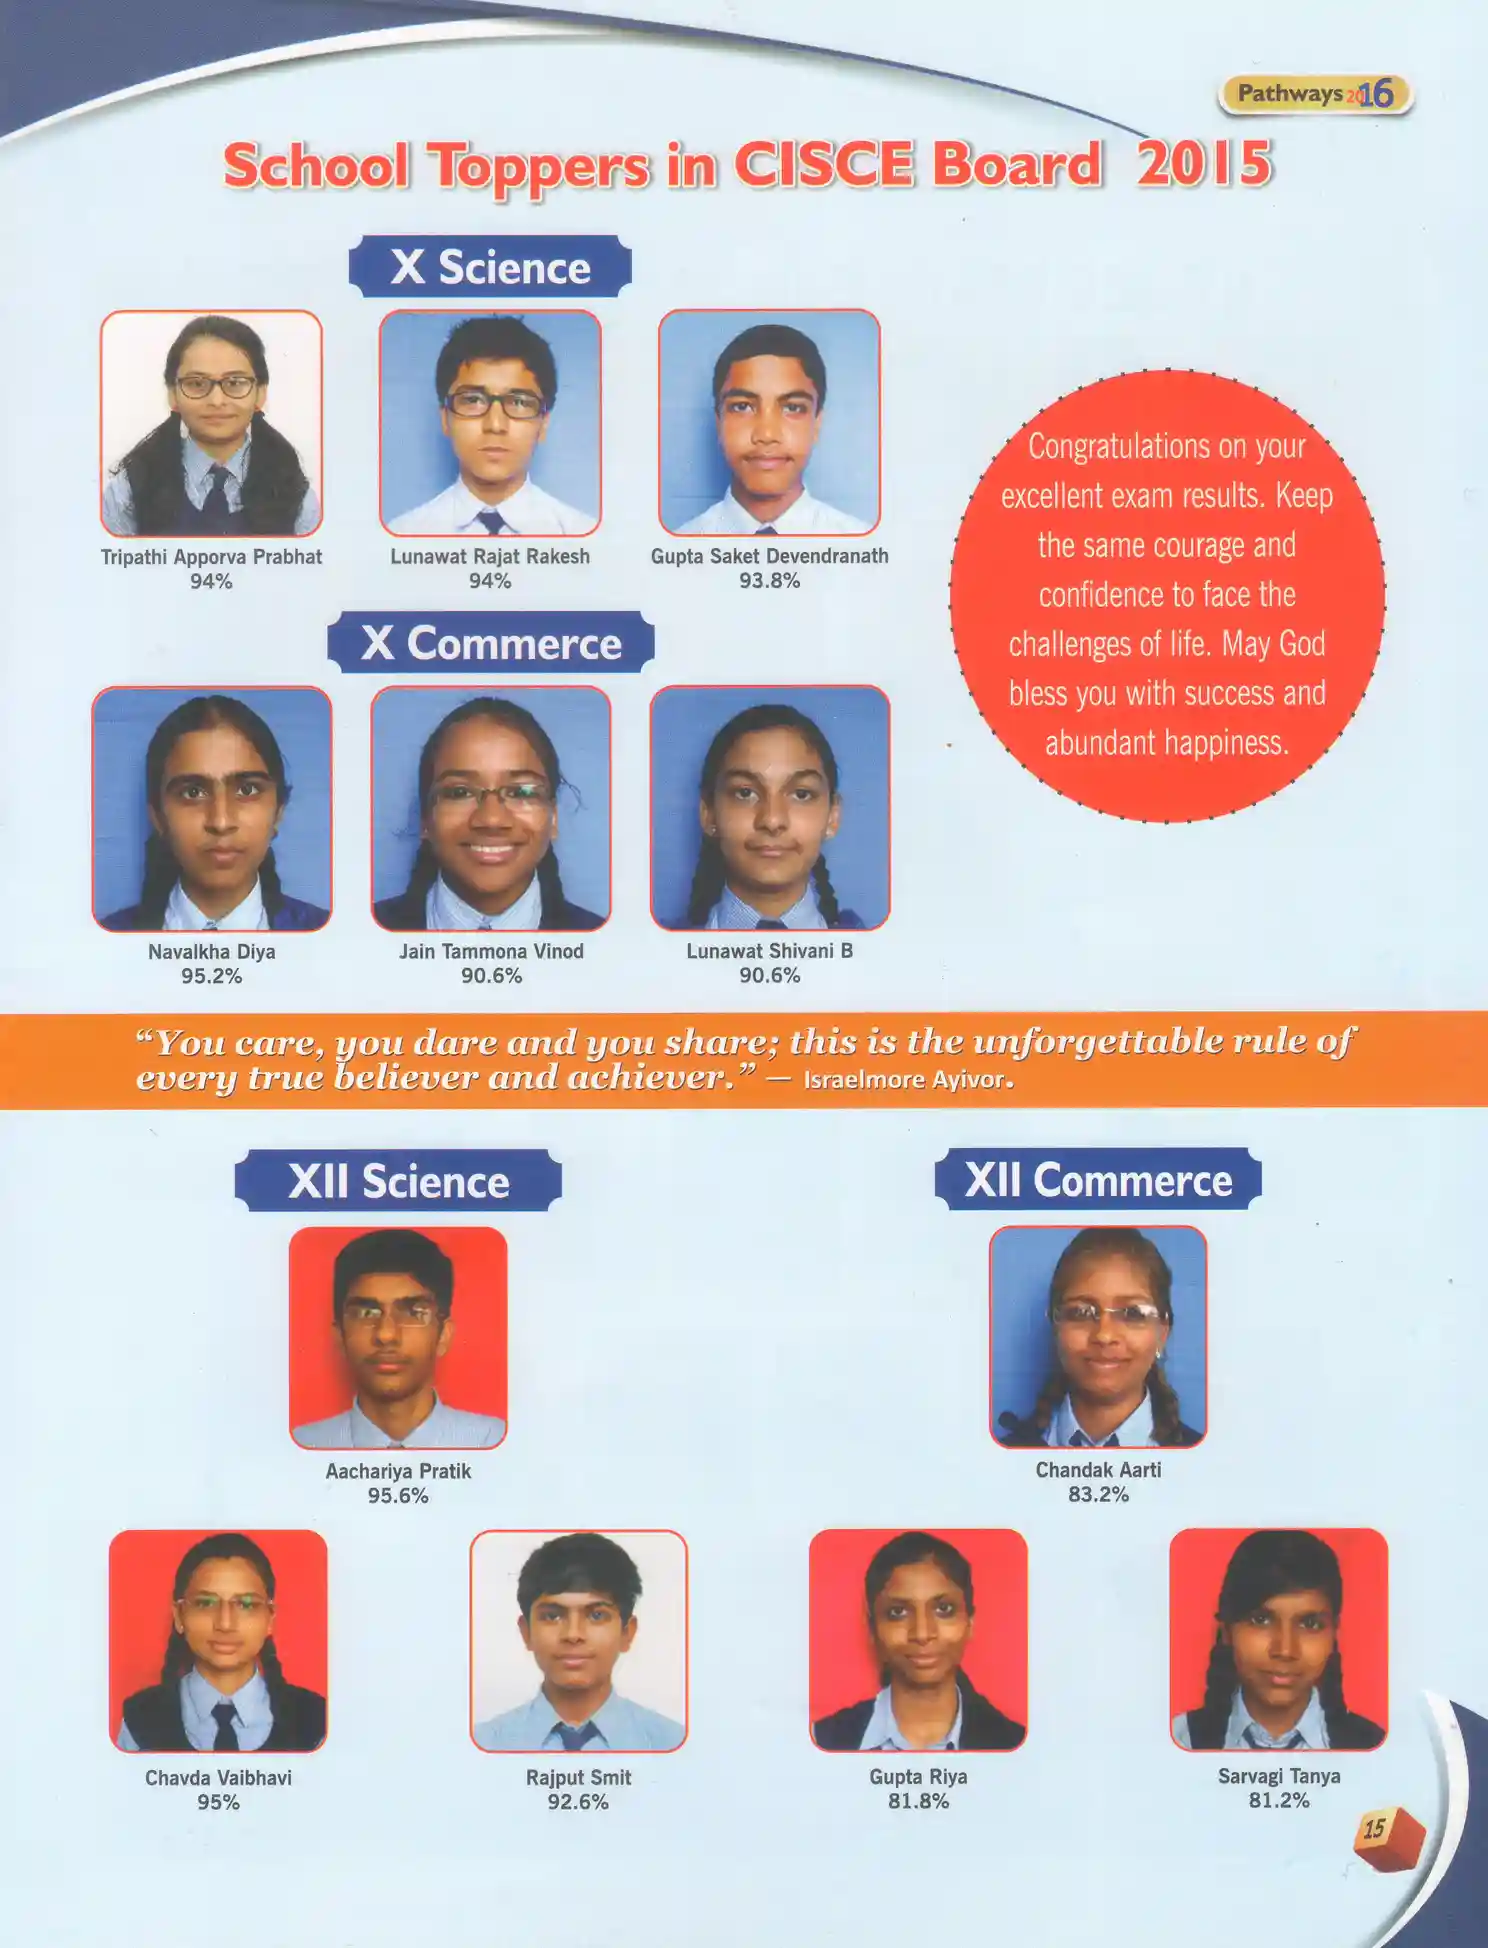 Pathways 2016
School Toppers in CISCE Board 2015
X Science
Tripathi Apporva Prabhat
94%
Lunawat Rajat Rakesh
94%
Gupta Saket Devendranath
93.8%
Congratulations on your
excellent exam results. Keep
the same courage and
confidence to face the
challenges of life. May God
bless you with success and
abundant happiness.
X Commerce
Navalkha Diya
95.2%
Jain Tammona Vinod
90.6%
Lunawat Shivani B
90.6%
“You care, you dare and you share; this is the unforgettable rule of
every true believer and achiever.” — Israelmore Ayivor.
XII Science
Aachariya Pratik
95.6%
Chavda Vaibhavi
95%
Rajput Smit
92.6%
XII Commerce
Chandak Aarti
83.2%
Gupta Riya
81.8%
Sarvagi Tanya
81.2%
15